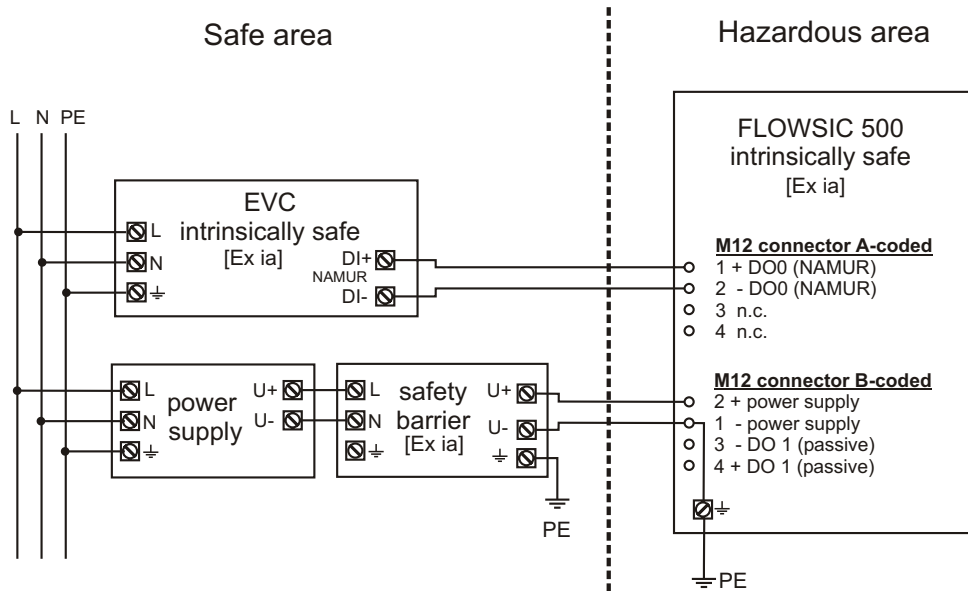 Safe area
Hazardous area
L N PE
EVC
intrinsically safe
[Ex ia]
L
N
DI+
NAMUR
DI-
power
supply
L
N
U+
U-
safety
barrier
[Ex ia]
L
N
U+
U-
PE
FLOWSIC 500
intrinsically safe
[Ex ia]
M12 connector A-coded
1 + DO0 (NAMUR)
2 - DO0 (NAMUR)
3 n.c.
4 n.c.
M12 connector B-coded
2 + power supply
1 - power supply
3 - DO 1 (passive)
4 + DO 1 (passive)
PE